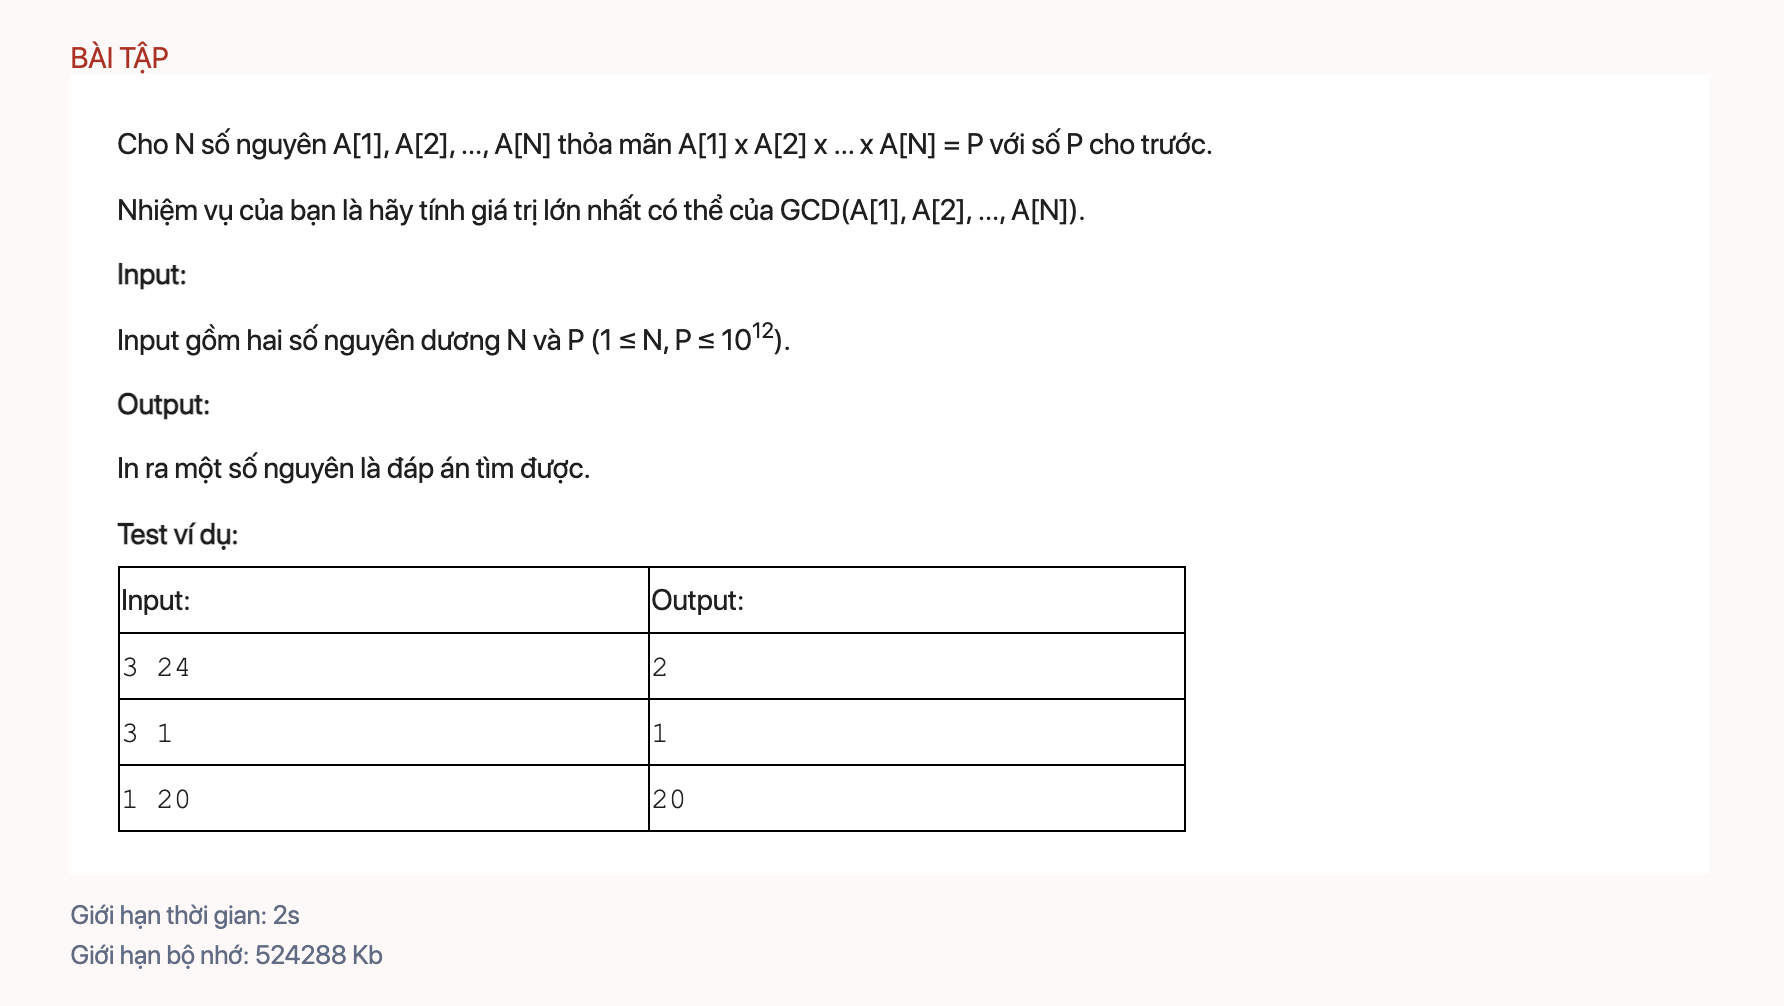 BÀI TẬP
Cho N số nguyên A[1], A[2], ..., A[N] thỏa mãn A[1] x A[2] x ... x A[N] = P với số P cho trước.
Nhiệm vụ của bạn là hãy tính giá trị lớn nhất có thể của GCD(A[1], A[2], ..., A[N]).
Input:
Input gồm hai số nguyên dương N và P (1 ≤ N, P ≤ 10¹²).
Output:
In ra một số nguyên là đáp án tìm được.
Test ví dụ:
Input: Output:
3 24 2
3 1 1
1 20 20
Giới hạn thời gian: 2s
Giới hạn bộ nhớ: 524288 Kb